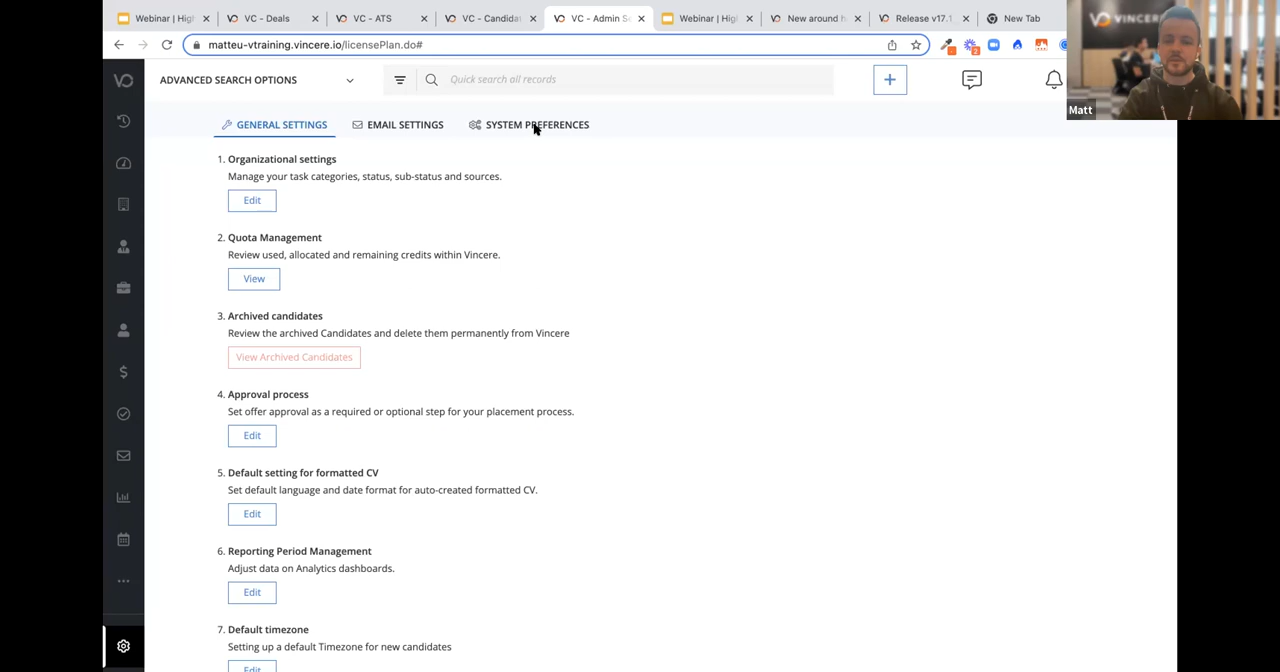 Webinar | Hig
VC - Deals
VC - ATS
VC - Candidat
VC - Admin S
Webinar | Hig
New around h
Release v17.1
New Tab
matteu-vtraining.vincere.io/licensePlan.do#
VINCERE
Matt
ADVANCED SEARCH OPTIONS
Quick search all records
GENERAL SETTINGS
EMAIL SETTINGS
SYSTEM PREFERENCES
1. Organizational settings
Manage your task categories, status, sub-status and sources.
Edit
2. Quota Management
Review used, allocated and remaining credits within Vincere.
View
3. Archived candidates
Review the archived Candidates and delete them permanently from Vincere
View Archived Candidates
4. Approval process
Set offer approval as a required or optional step for your placement process.
Edit
5. Default setting for formatted CV
Set default language and date format for auto-created formatted CV.
Edit
6. Reporting Period Management
Adjust data on Analytics dashboards.
Edit
7. Default timezone
Setting up a default Timezone for new candidates
Edit